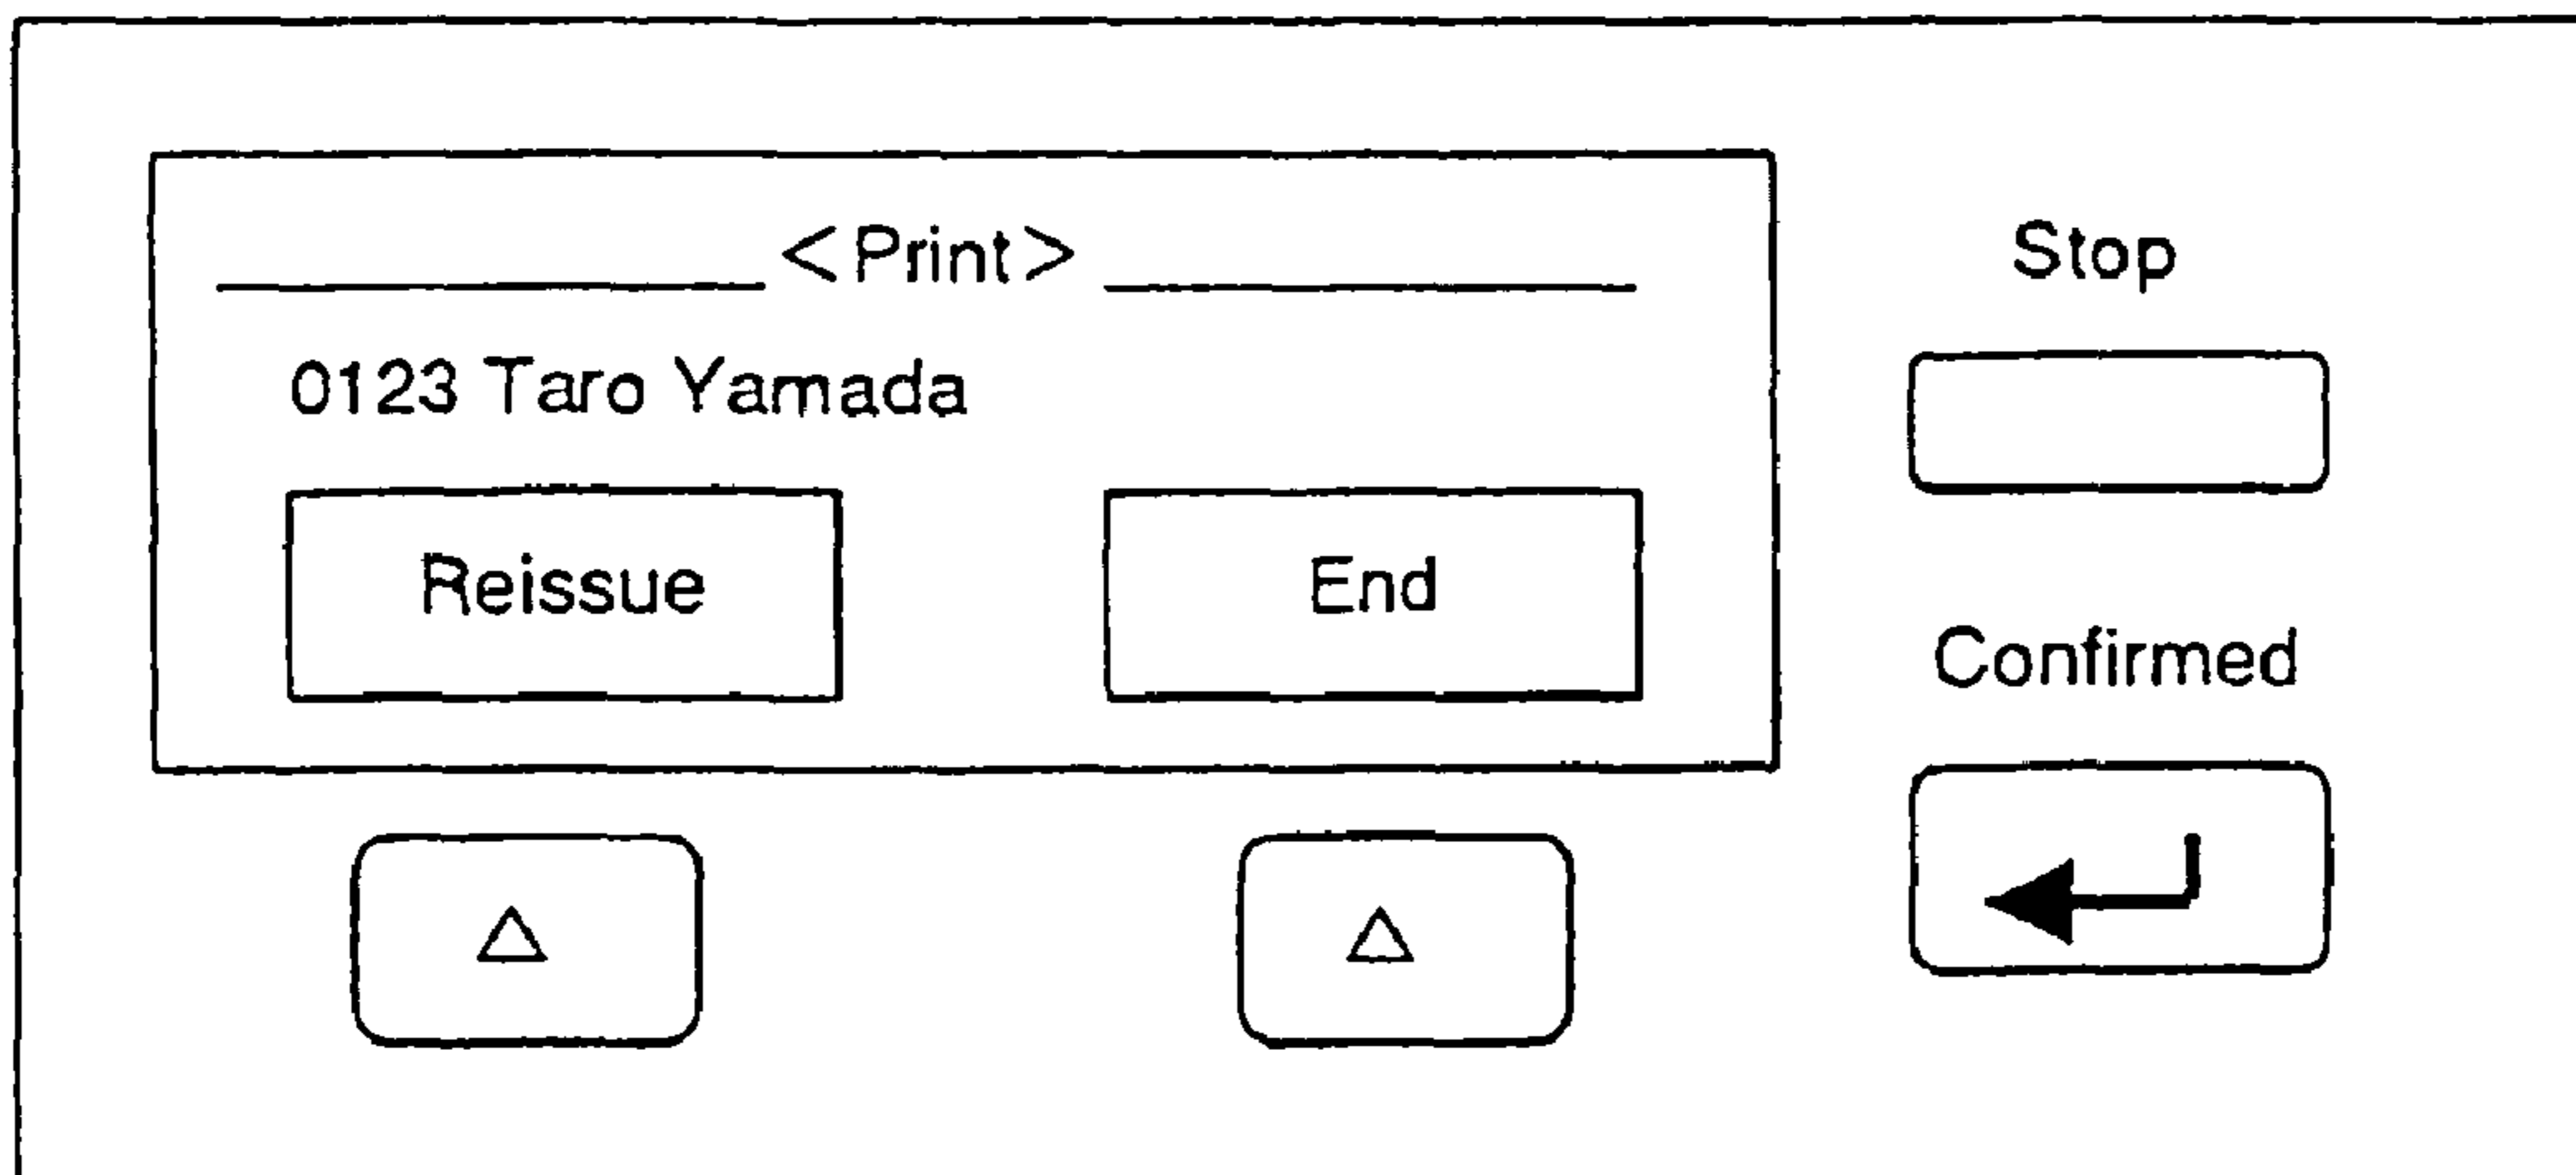 <Print>
0123 Taro Yamada
Reissue
End
Stop
Confirmed